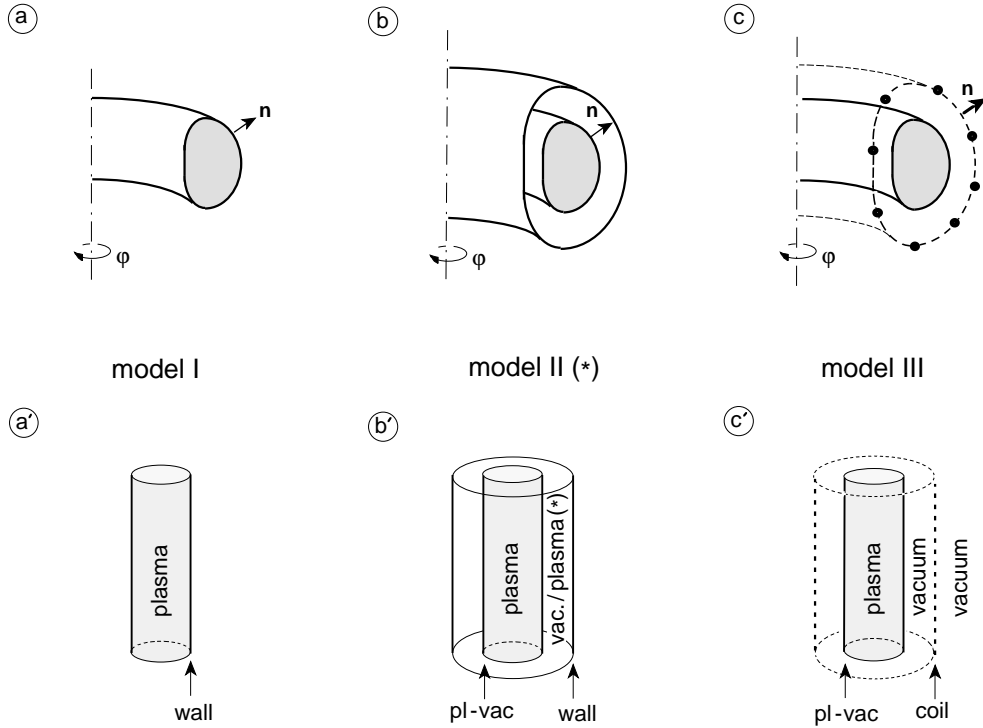 a
b
c
n
n
n
φ
φ
φ
model I
model II (*)
model III
a′
b′
c′
plasma
plasma
vac./plasma(*)
plasma
vacuum
vacuum
wall
pl-vac
wall
pl-vac
coil